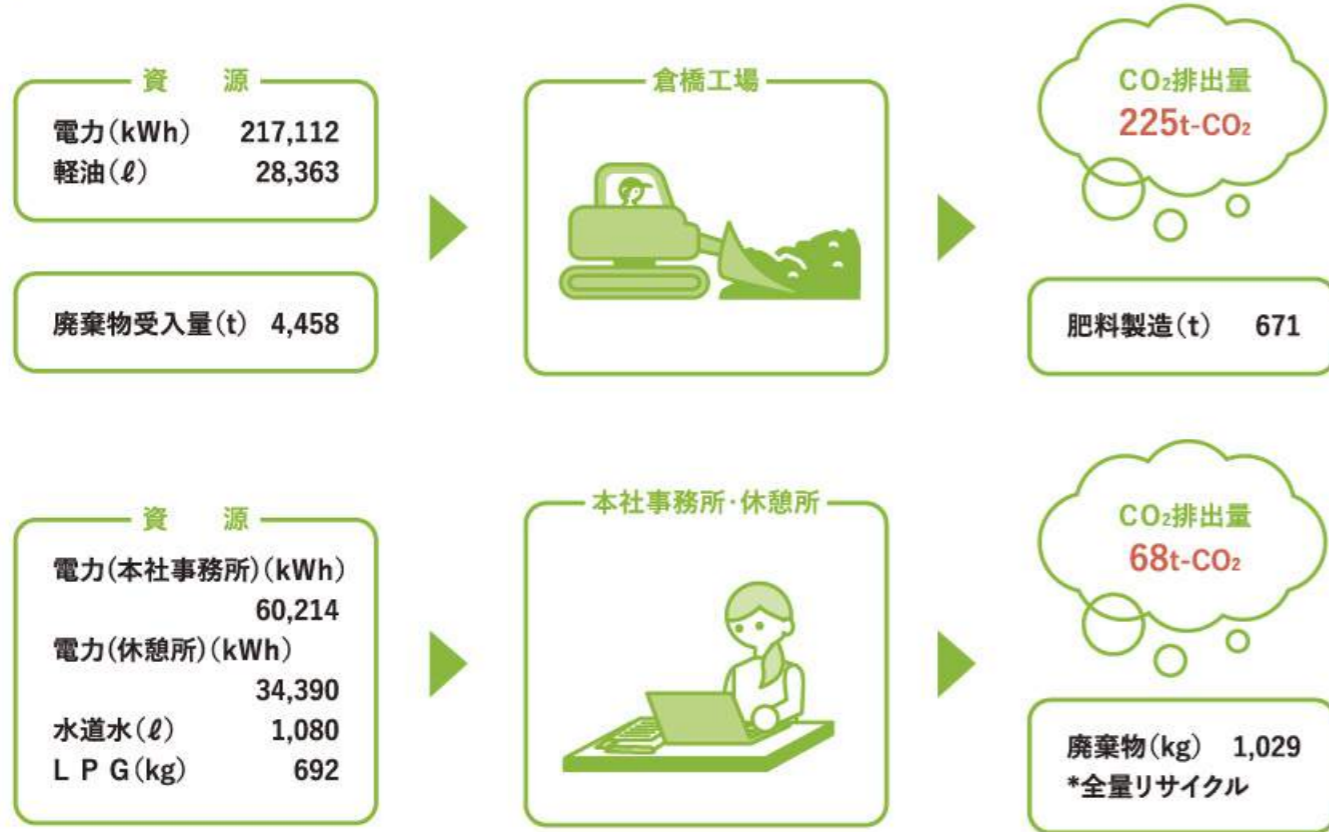 資 源
電力(kWh) 217,112
軽油(ℓ) 28,363
廃棄物受入量(t) 4,458
倉橋工場
CO₂排出量
225t-CO₂
肥料製造(t) 671
資 源
電力(本社事務所)(kWh)
60,214
電力(休憩所)(kWh)
34,390
水道水(ℓ) 1,080
L P G(kg) 692
本社事務所·休憩所
CO₂排出量
68t-CO₂
廃棄物(kg) 1,029
*全量リサイクル